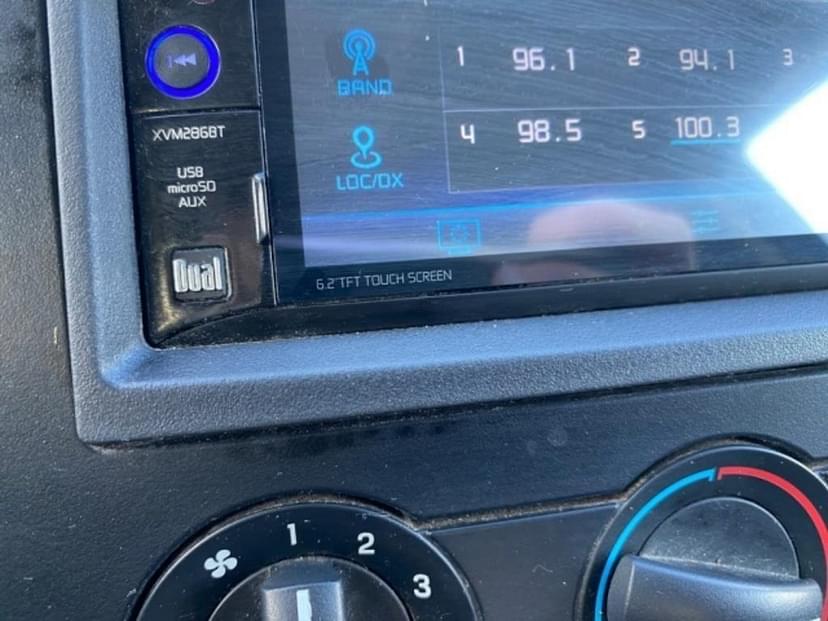 BAND
1 96.1 2 94.1 3
XVM286BT
4 98.5 5 100.3
LOC/DX
USB
microSD
AUX
Dual
6.2" TFT TOUCH SCREEN
1 2 3